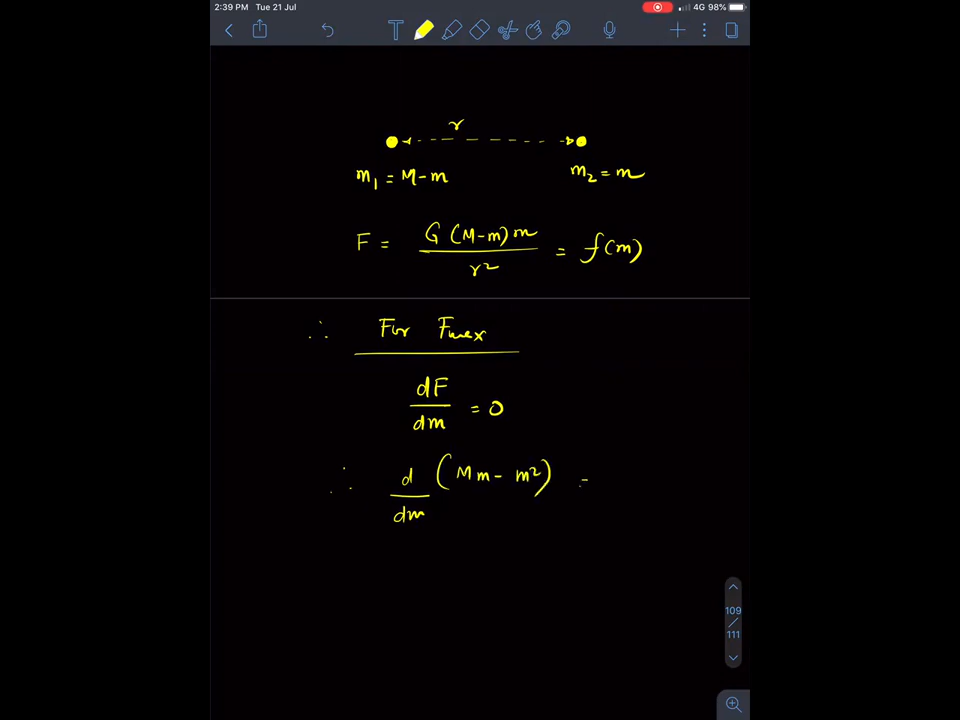 2:39 PM Tue 21 Jul 4G 98%
r
m₁ = M-m m₂ = m
F = G (M-m) m / r² = f(m)
∴ For Fmax
dF/dm = 0
∴ d/dm (Mm - m²) =
109
/
111